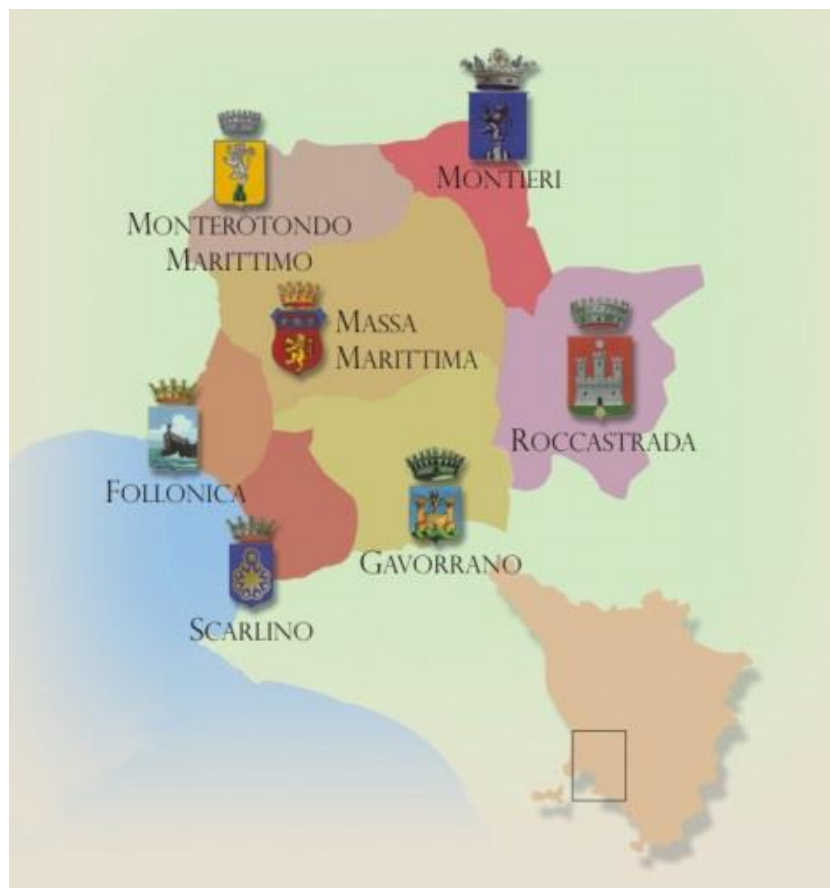 MONTIERI
MONTEROTONDO
MARITTIMO
MASSA
MARITTIMA
ROCCASTRADA
FOLLONICA
GAVORRANO
SCARLINO